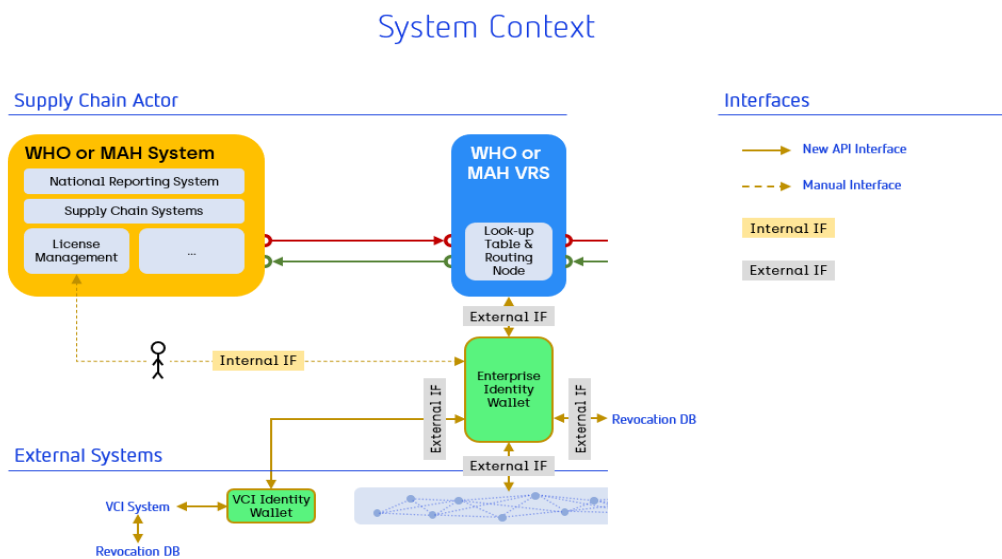 System Context
Supply Chain Actor
Interfaces
WHO or MAH System
National Reporting System
Supply Chain Systems
License
Management
...
WHO or
MAH VRS
Look-up
Table &
Routing
Node
New API Interface
Manual Interface
Internal IF
External IF
External IF
Internal IF
Enterprise
Identity
Wallet
External IF
External IF
Revocation DB
External Systems
External IF
VCI System
VCI Identity
Wallet
Revocation DB